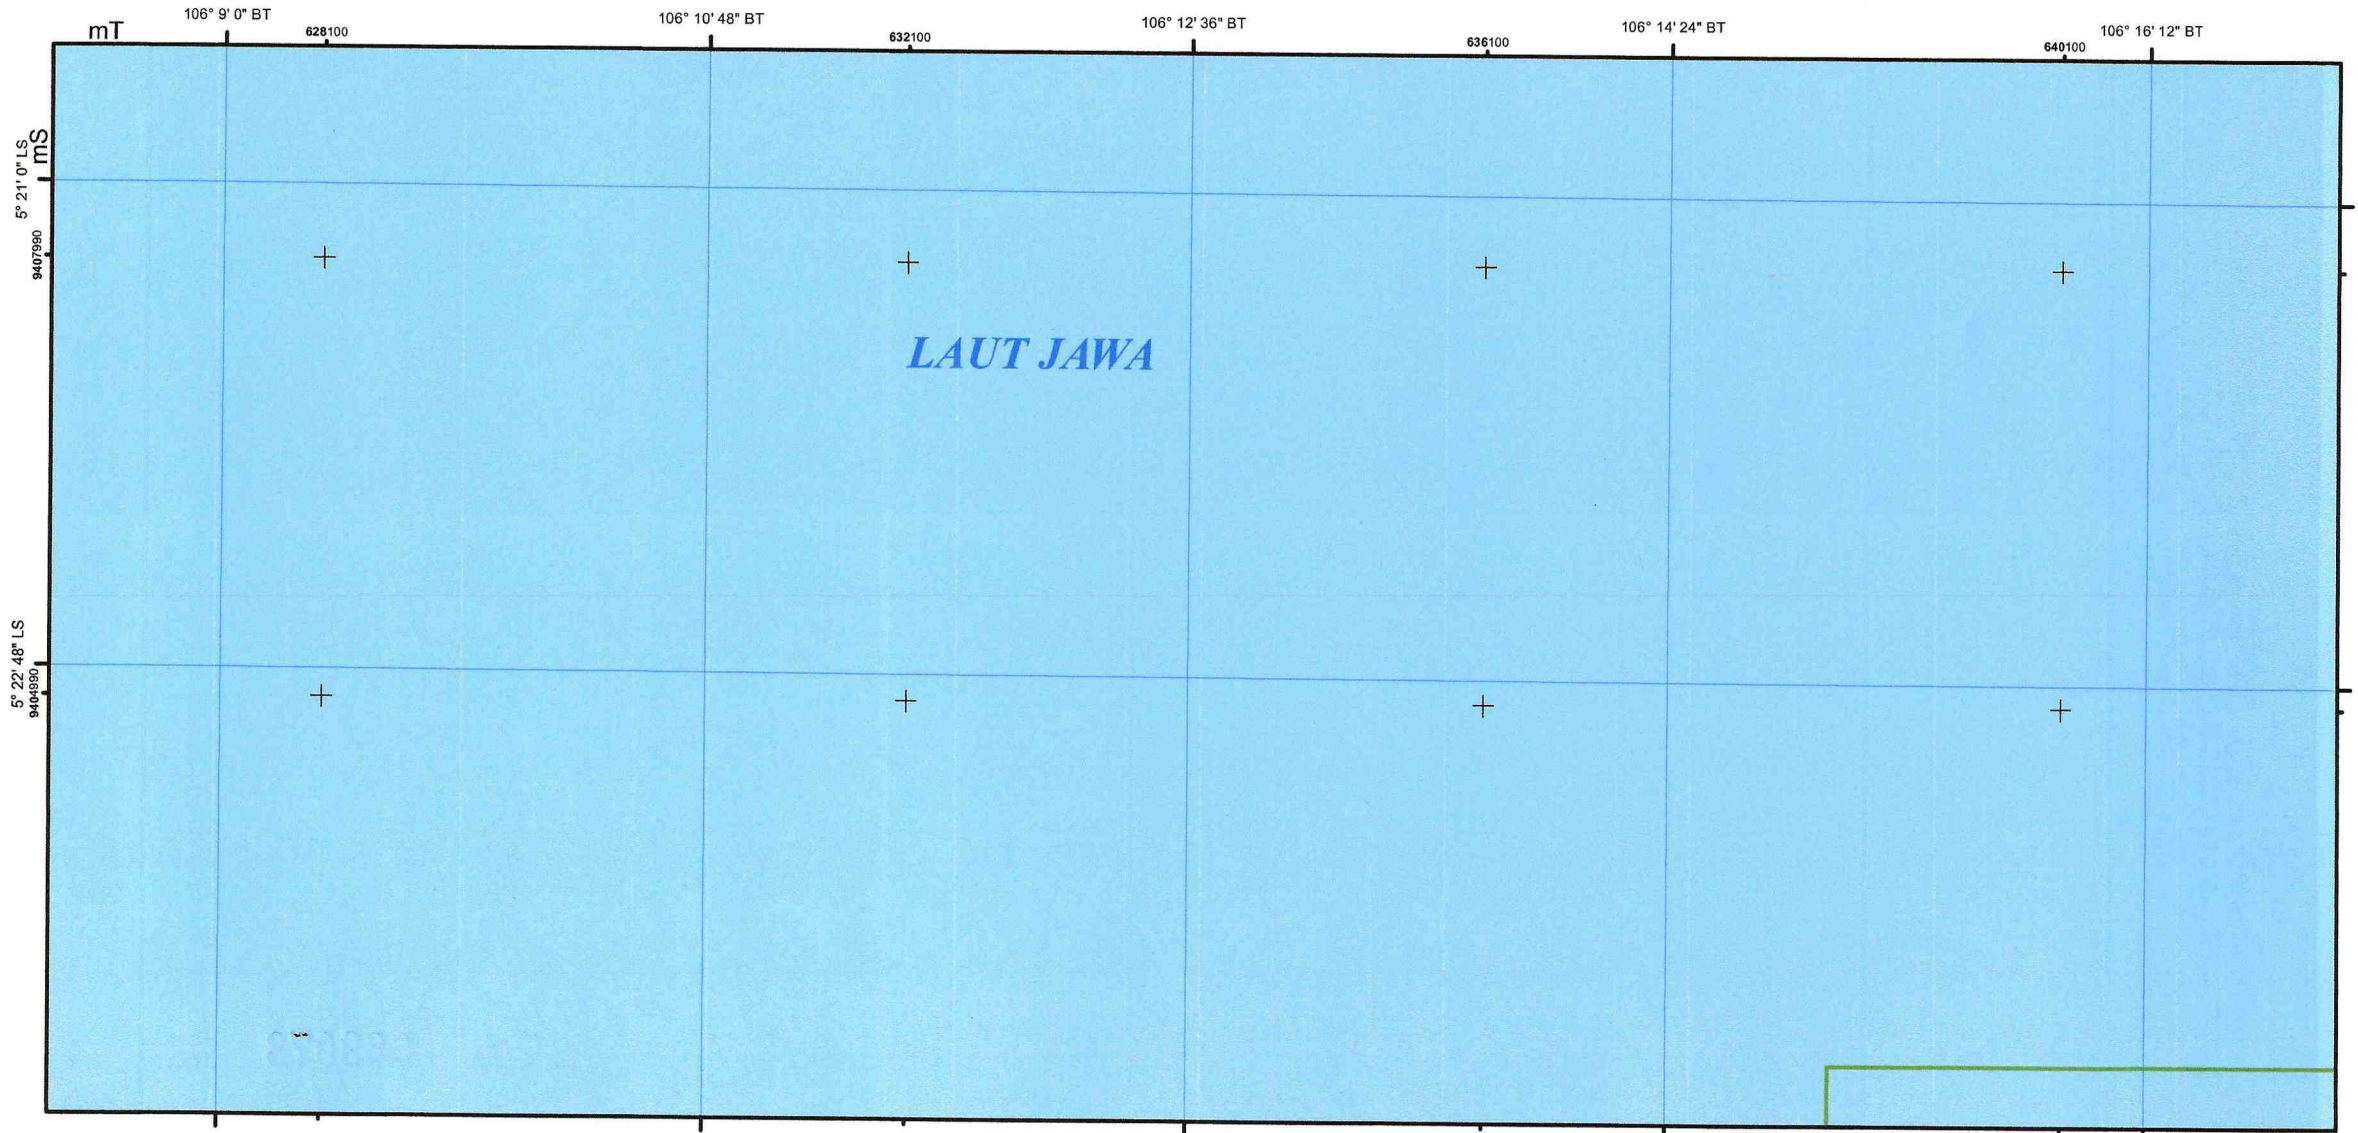 106° 9' 0" BT
106° 10' 48" BT
106° 12' 36" BT
106° 14' 24" BT
106° 16' 12" BT
mT
628100
632100
636100
640100
mS
5° 21' 0" LS
9407990
LAUT JAWA
5° 22' 48" LS
9404990